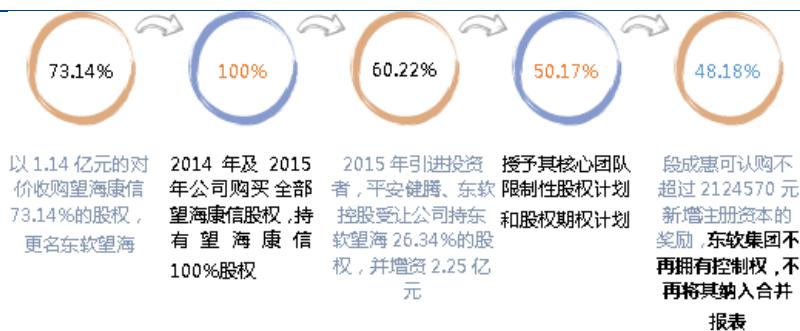 73.14%
100%
60.22%
50.17%
48.18%
以 1.14 亿元的对
价收购望海康信
73.14%的股权，
更名东软望海
2014 年及 2015
年公司购买全部
望海康信股权，持
有望海康信
100%股权
2015 年引进投资
者，平安健腾、东软
控股受让公司持东
软望海 26.34%的股
权，并增资 2.25 亿
元
授予其核心团队
限制性股权计划
和股权期权计划
段成惠可认购不
超过 2124570 元
新增注册资本的
奖励，东软集团不
再拥有控制权，不
再将其纳入合并
报表